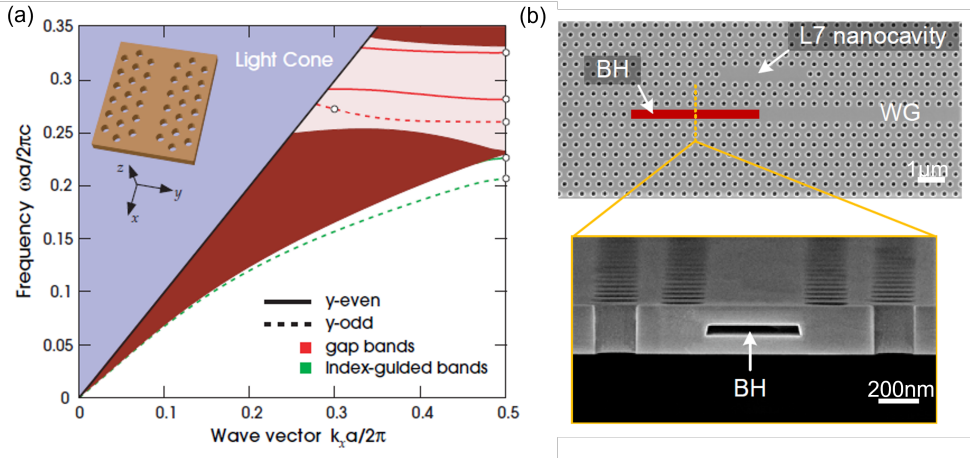 (a)
0.35
0.3
0.25
0.2
0.15
0.1
0.05
0
Frequency ωa/2πc
Light Cone
z
y
x
y-even
y-odd
gap bands
index-guided bands
0
0.1
0.2
0.3
0.4
0.5
Wave vector kₓa/2π
(b)
L7 nanocavity
BH
WG
1μm
BH
200nm